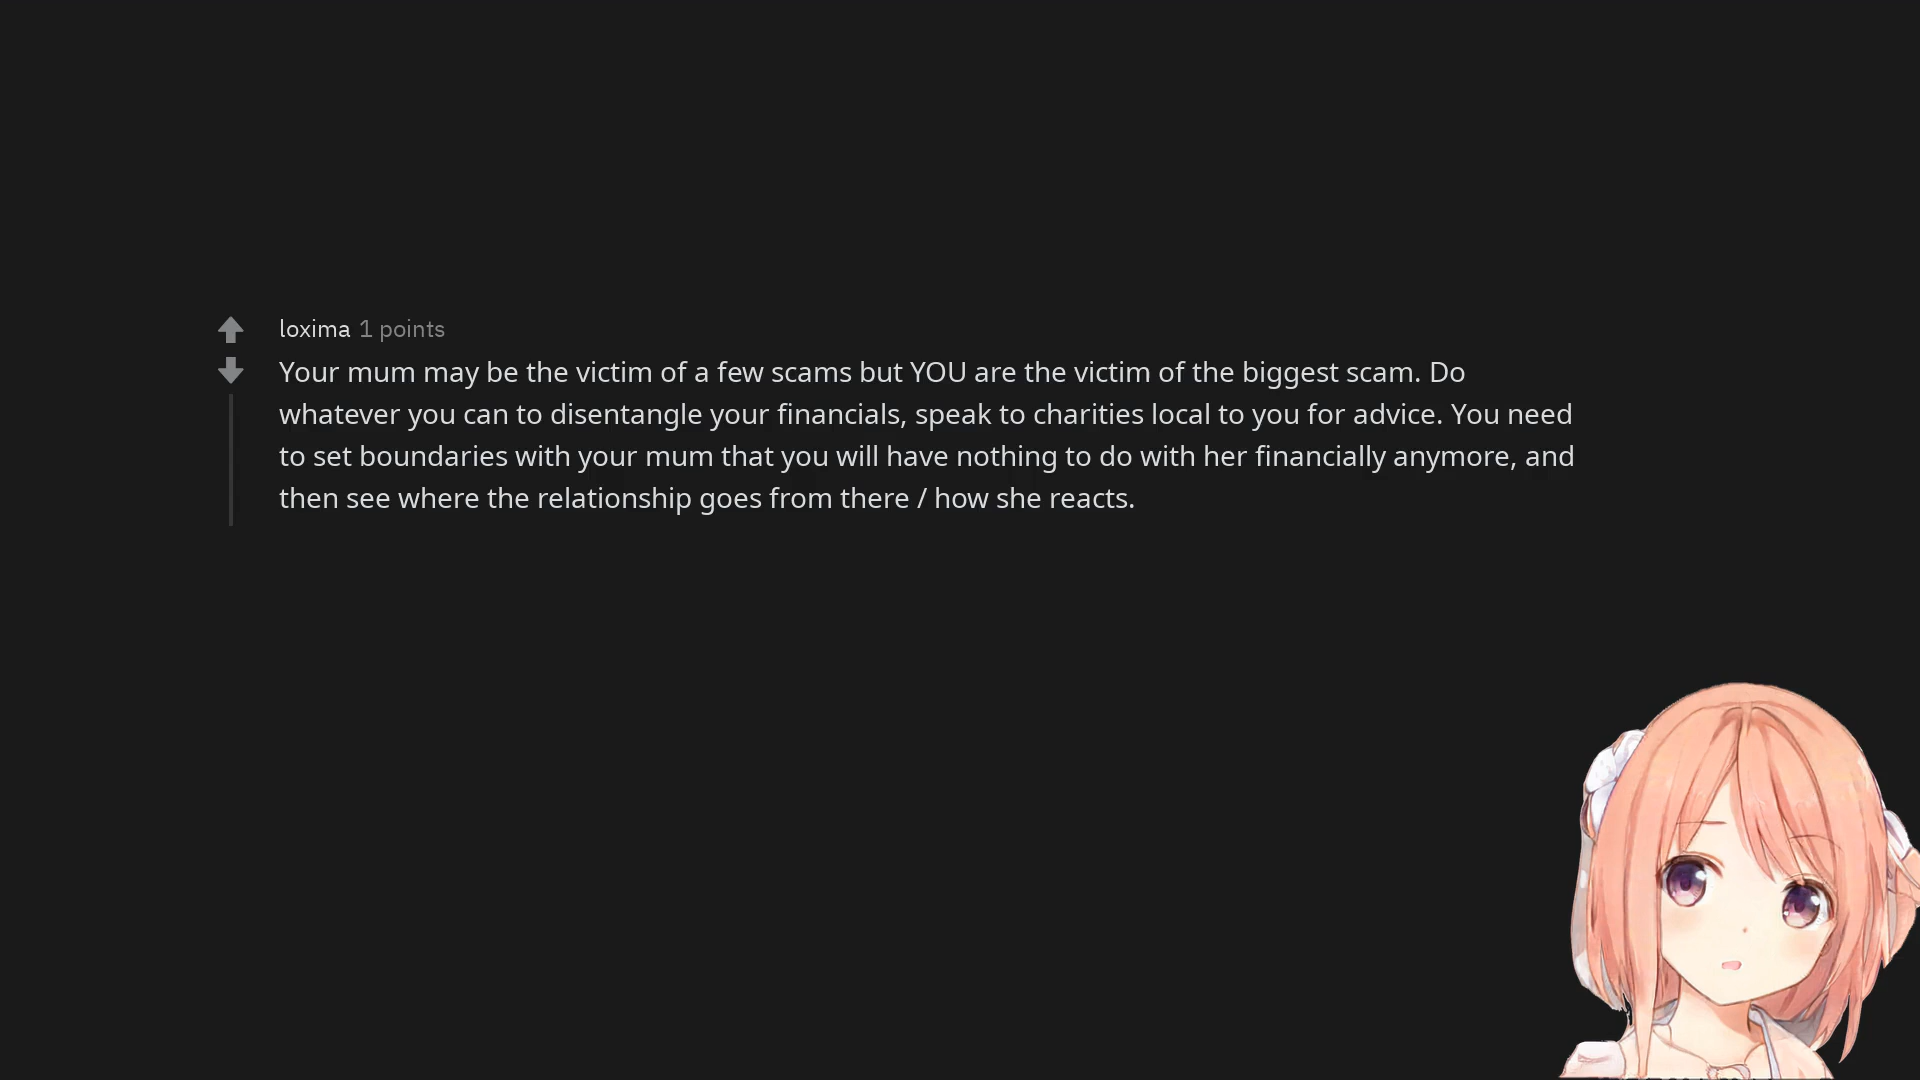 loxima 1 points
Your mum may be the victim of a few scams but YOU are the victim of the biggest scam. Do
whatever you can to disentangle your financials, speak to charities local to you for advice. You need
to set boundaries with your mum that you will have nothing to do with her financially anymore, and
then see where the relationship goes from there / how she reacts.